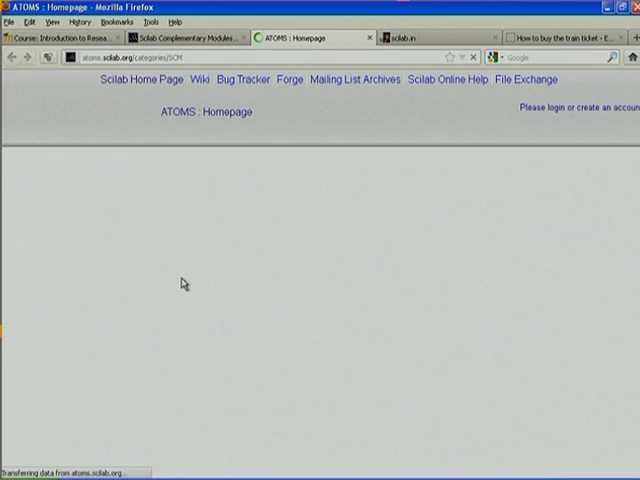 ATOMS : Homepage - Mozilla Firefox
File Edit View History Bookmarks Tools Help
Course: Introduction to Resea... Scilab Complementary Modules... ATOMS : Homepage scilab.in How to buy the train ticket - E...
atoms.scilab.org/categories/SCM Google
Scilab Home Page Wiki Bug Tracker Forge Mailing List Archives Scilab Online Help File Exchange
ATOMS : Homepage Please login or create an accoun
Transferring data from atoms.scilab.org...